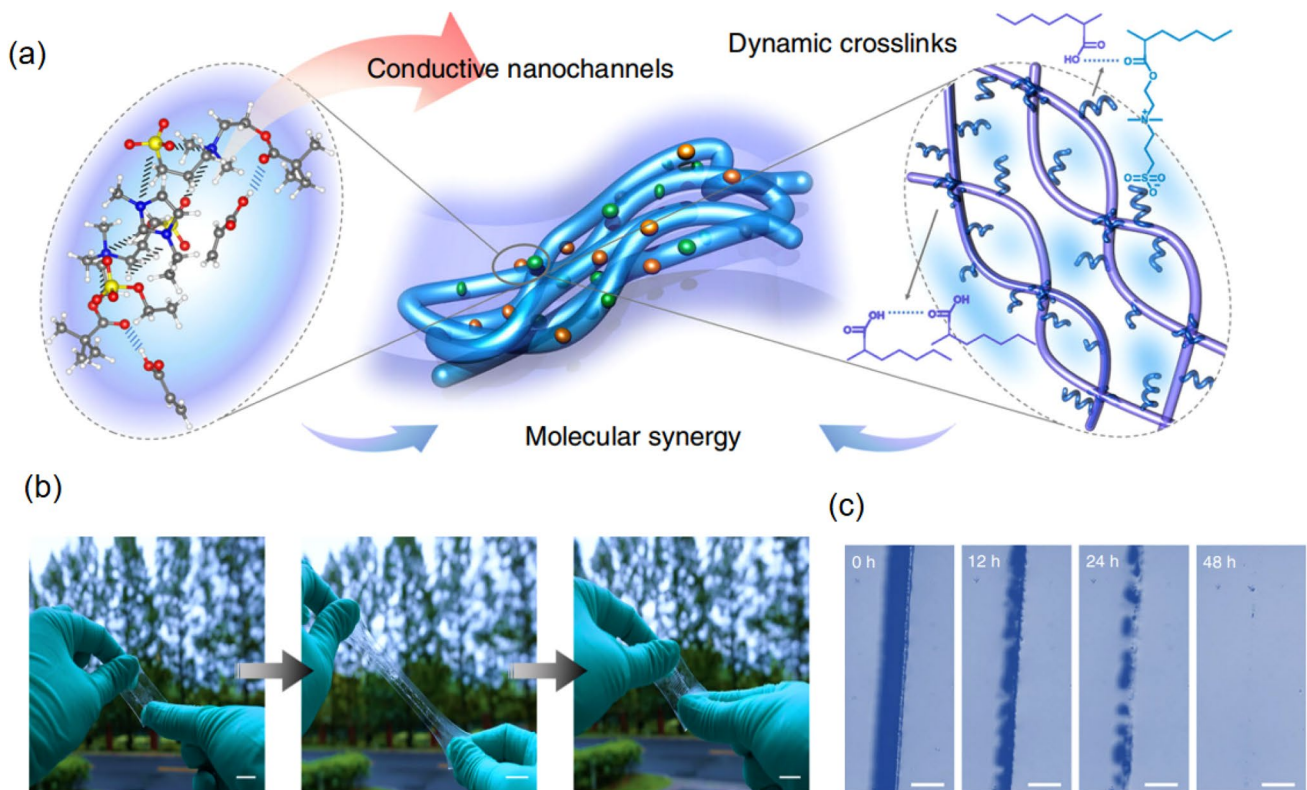 (a)
Conductive nanochannels
Dynamic crosslinks
HO
O
O
O
N+
O=S=O
O-
OH
O
OH
O
Molecular synergy
(b)
(c)
0 h
12 h
24 h
48 h